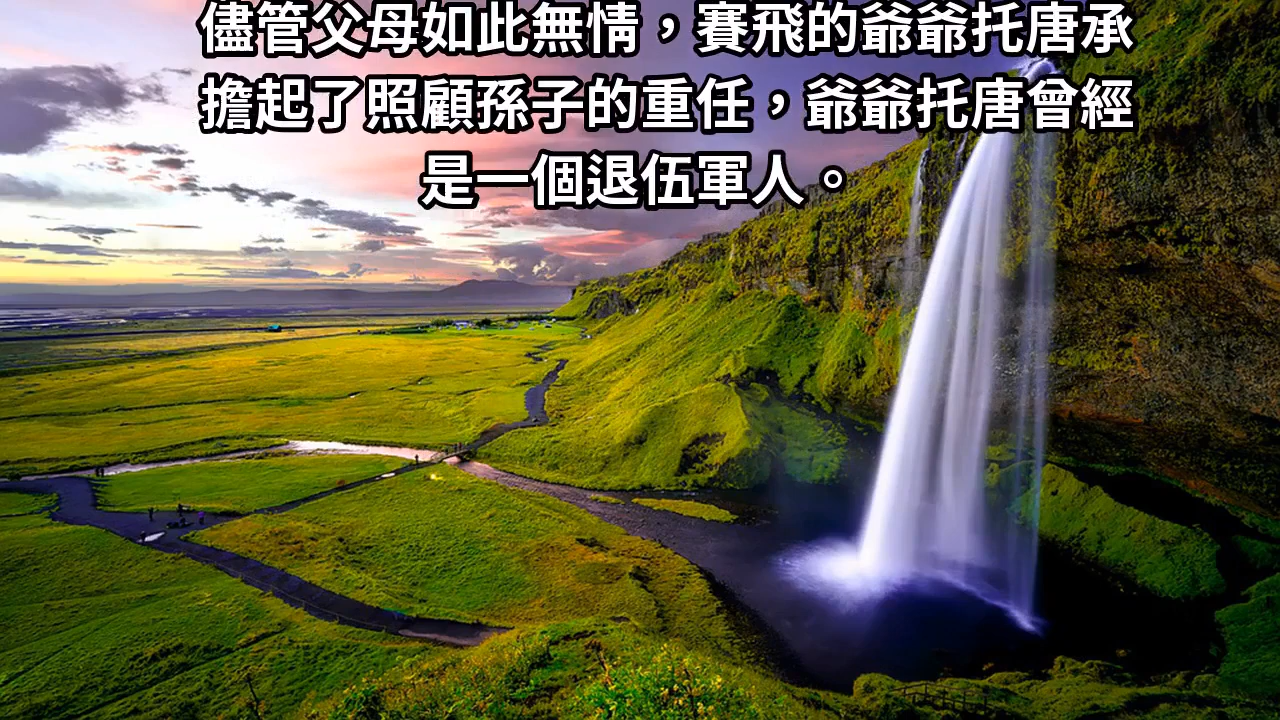 儘管父母如此無情，賽飛的爺爺托唐承
擔起了照顧孫子的重任，爺爺托唐曾經
是一個退伍軍人。